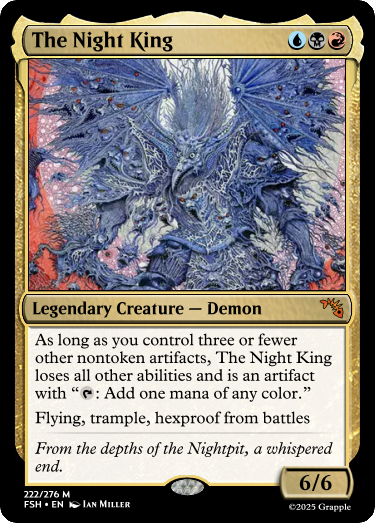 The Night King
Legendary Creature — Demon
As long as you control three or fewer
other nontoken artifacts, The Night King
loses all other abilities and is an artifact
with “: Add one mana of any color.”
Flying, trample, hexproof from battles
From the depths of the Nightpit, a whispered
end.
6/6
222/276 M
FSH • EN Ian Miller
©2025 Grapple